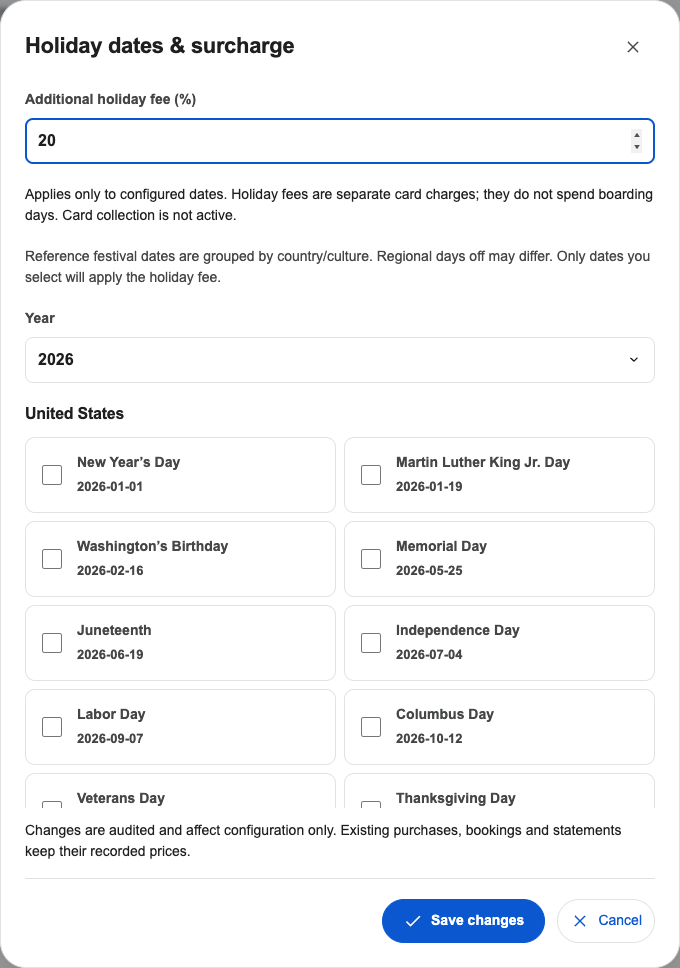 Holiday dates & surcharge
Additional holiday fee (%)
20
Applies only to configured dates. Holiday fees are separate card charges; they do not spend boarding
days. Card collection is not active.
Reference festival dates are grouped by country/culture. Regional days off may differ. Only dates you
select will apply the holiday fee.
Year
2026
United States
New Year’s Day
2026-01-01
Martin Luther King Jr. Day
2026-01-19
Washington’s Birthday
2026-02-16
Memorial Day
2026-05-25
Juneteenth
2026-06-19
Independence Day
2026-07-04
Labor Day
2026-09-07
Columbus Day
2026-10-12
Veterans Day
Thanksgiving Day
Changes are audited and affect configuration only. Existing purchases, bookings and statements
keep their recorded prices.
Save changes
Cancel